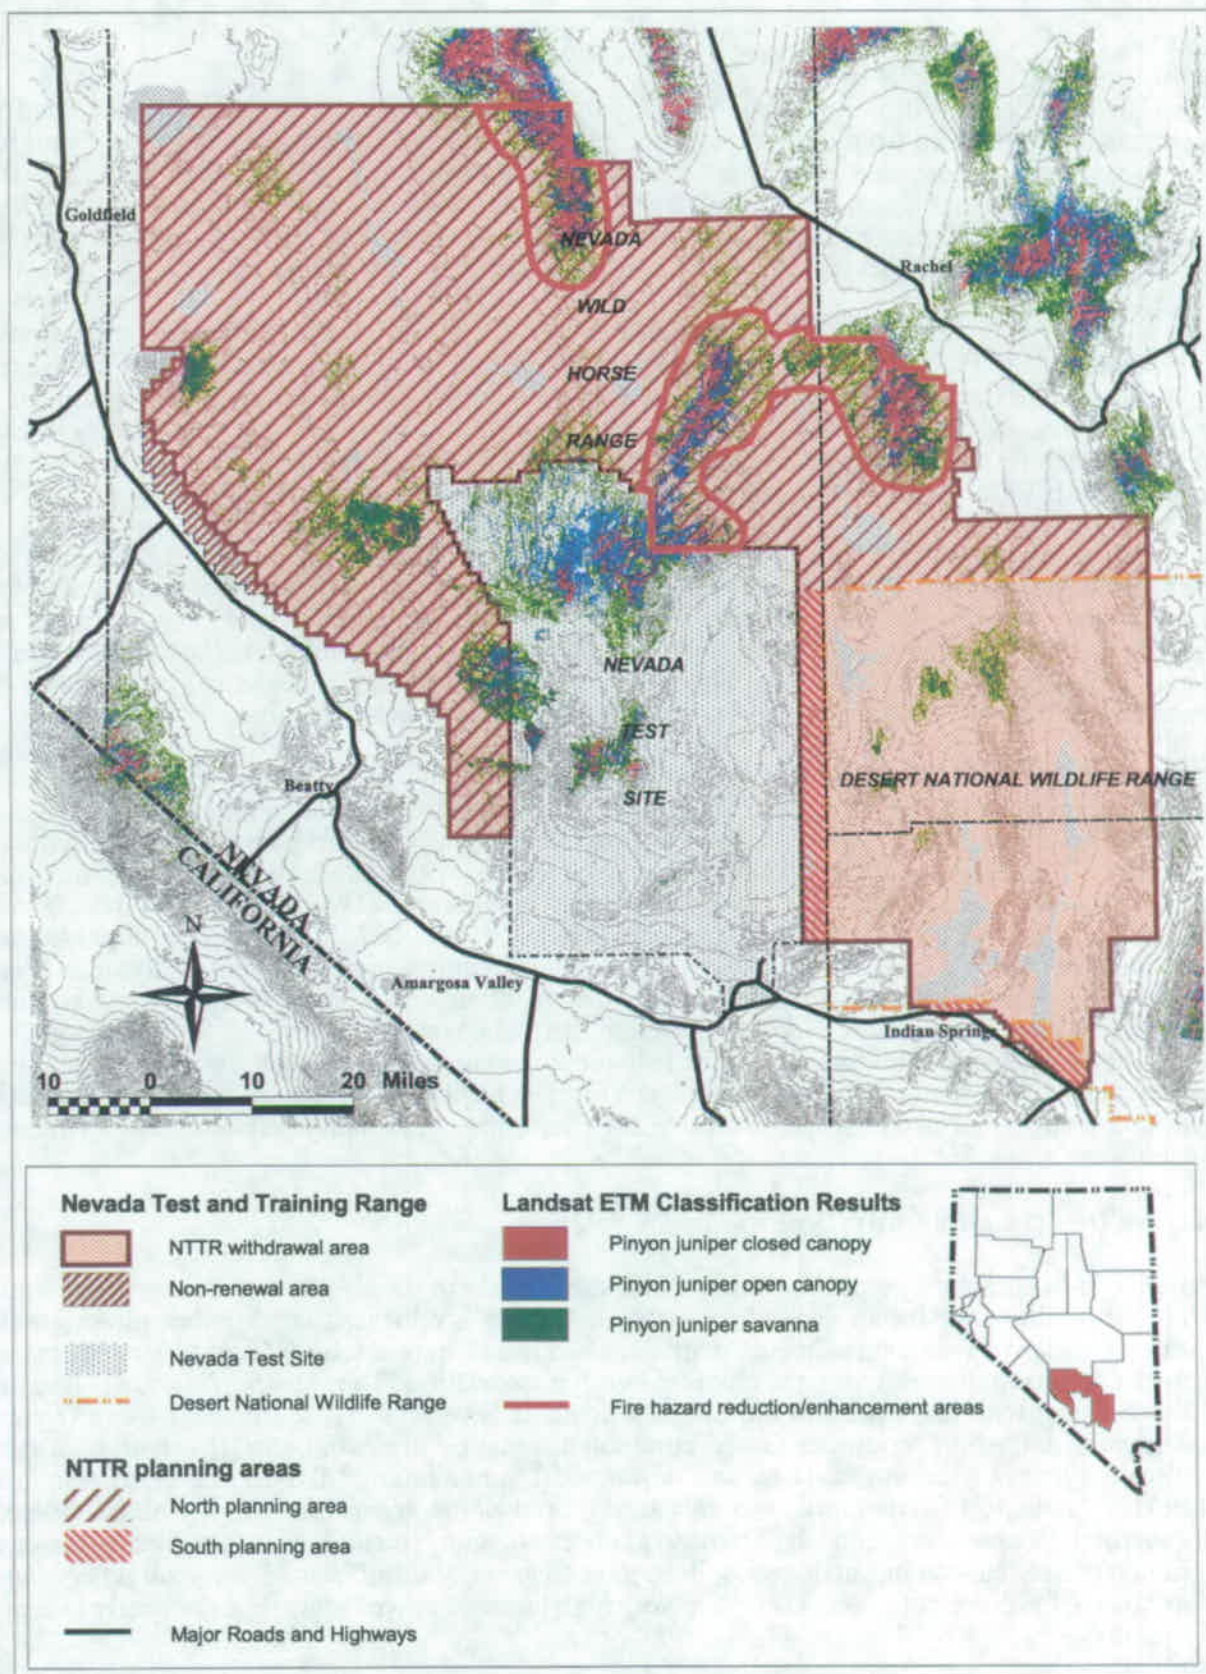 Goldfield
NEVADA
Rachel
WILD
HORSE
RANGE
NEVADA
TEST
DESERT NATIONAL WILDLIFE RANGE
Beatty
SITE
NEVADA
CALIFORNIA
N
Amargosa Valley
Indian Springs
10 0 10 20 Miles
Nevada Test and Training Range
NTTR withdrawal area
Non-renewal area
Nevada Test Site
Desert National Wildlife Range
NTTR planning areas
North planning area
South planning area
Major Roads and Highways
Landsat ETM Classification Results
Pinyon juniper closed canopy
Pinyon juniper open canopy
Pinyon juniper savanna
Fire hazard reduction/enhancement areas